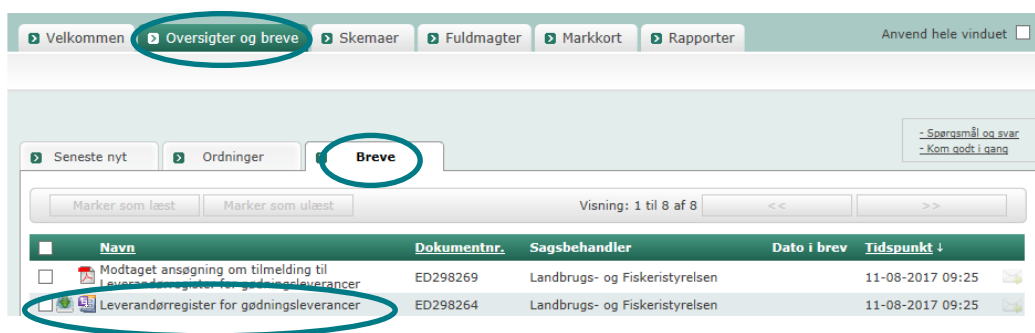 Velkommen Oversigter og breve Skemaer Fuldmagter Markkort Rapporter Anvend hele vinduet
- Spørgsmål og svar
- Kom godt i gang
Seneste nyt Ordninger Breve
Marker som læst Marker som ulæst Visning: 1 til 8 af 8 << >>
Navn Dokumentnr. Sagsbehandler Dato i brev Tidspunkt ↓
Modtaget ansøgning om tilmelding til
Leverandørregister for gødningsleverancer ED298269 Landbrugs- og Fiskeristyrelsen 11-08-2017 09:25
Leverandørregister for gødningsleverancer ED298264 Landbrugs- og Fiskeristyrelsen 11-08-2017 09:25